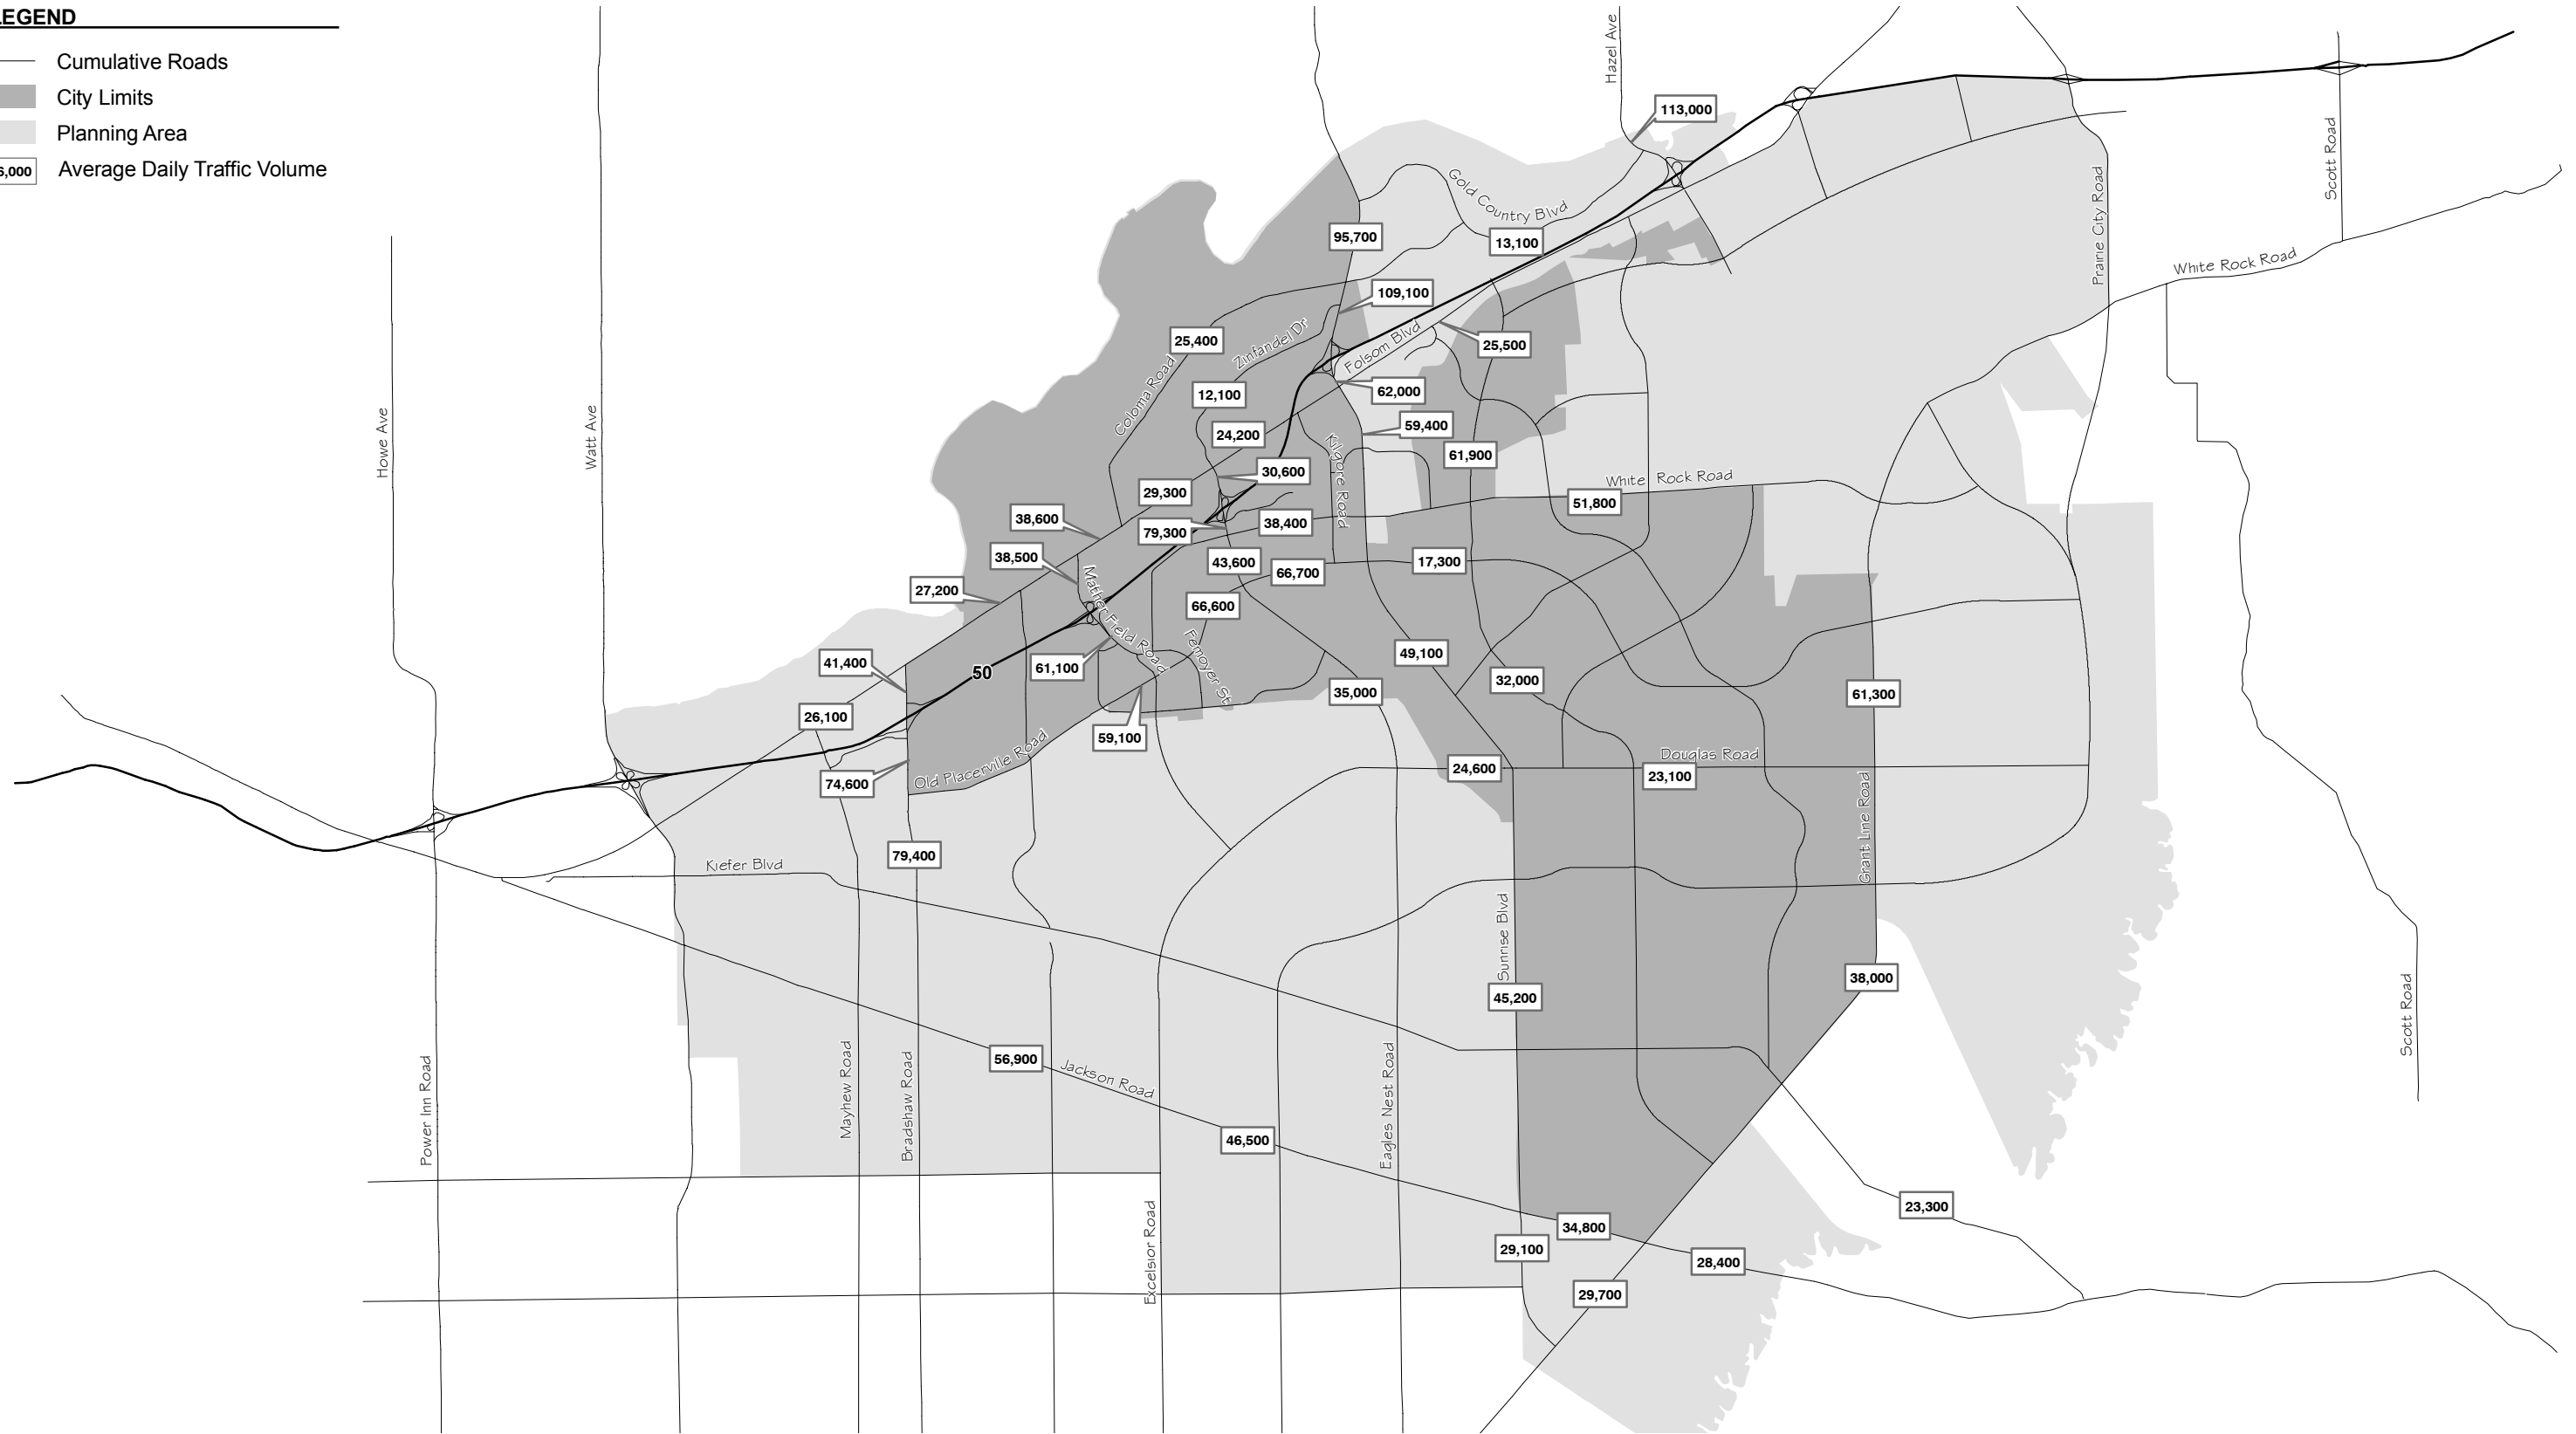 LEGEND
Cumulative Roads
City Limits
Planning Area
6,000
Average Daily Traffic Volume
Hazel Ave
113,000
Scott Road
Gold Country Blvd
Prairie City Road
95,700
13,100
White Rock Road
109,100
25,400
Zinfandel Dr
Folsom Blvd
25,500
Coloma Road
12,100
62,000
Howe Ave
Watt Ave
24,200
59,400
Kilgore Road
61,900
30,600
29,300
White Rock Road
51,800
38,600
79,300
38,400
38,500
43,600
66,700
17,300
27,200
Mather Field Road
66,600
Femoyer St
41,400
61,100
50
49,100
32,000
35,000
61,300
26,100
59,100
Old Placerville Road
74,600
24,600
Douglas Road
23,100
Grant Line Road
79,400
Kiefer Blvd
Sunrise Blvd
38,000
45,200
Scott Road
Power Inn Road
Mayhew Road
Bradshaw Road
56,900
Jackson Road
Eagles Nest Road
46,500
Excelsior Road
23,300
34,800
29,100
28,400
29,700